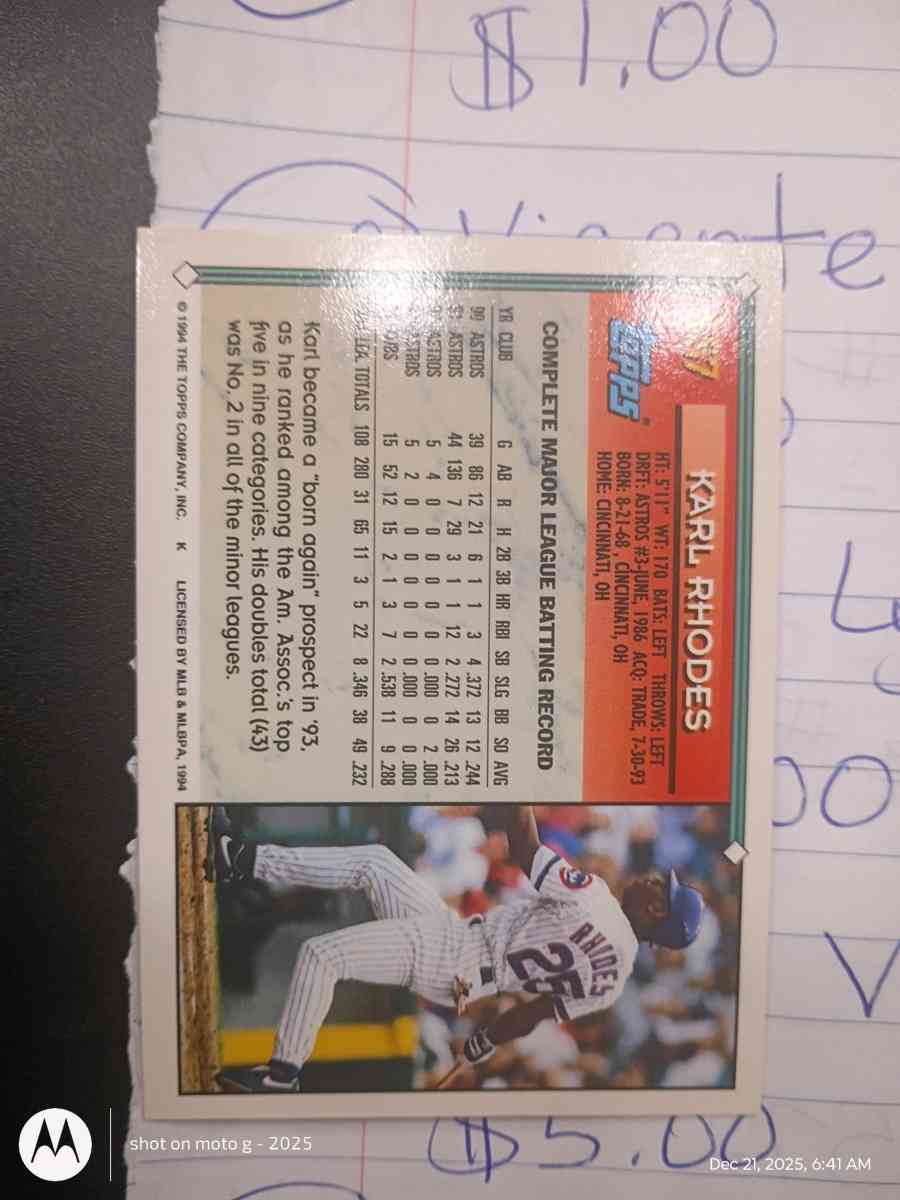 $1.00
Vicente
TOPPS
KARL RHODES
HT: 5'11" WT: 170 BATS: LEFT THROWS: LEFT
DRFT: ASTROS #3-JUNE, 1986 ACQ: TRADE, 7-30-93
BORN: 8-21-68, CINCINNATI, OH
HOME: CINCINNATI, OH
COMPLETE MAJOR LEAGUE BATTING RECORD
YR CLUB G AB R H 2B 3B HR RBI SB SLG BB SO AVG
90 ASTROS 39 86 12 21 6 1 1 3 4 .372 13 12 .244
91 ASTROS 44 136 7 29 3 1 1 12 2 .272 14 26 .213
ASTROS 5 4 0 0 0 0 0 0 0 .000 0 2 .000
ASTROS 5 2 0 0 0 0 0 0 0 .000 0 0 .000
15 52 12 15 2 1 3 7 2 .538 11 9 .288
TOTALS 108 280 31 65 11 3 5 22 8 .346 38 49 .232
Karl became a "born again" prospect in '93,
as he ranked among the Am. Assoc.'s top
five in nine categories. His doubles total (43)
was No. 2 in all of the minor leagues.
© 1994 THE TOPPS COMPANY, INC. K LICENSED BY MLB & MLBPA, 1994
RHODES
25
$5.00
shot on moto g - 2025
Dec 21, 2025, 6:41 AM